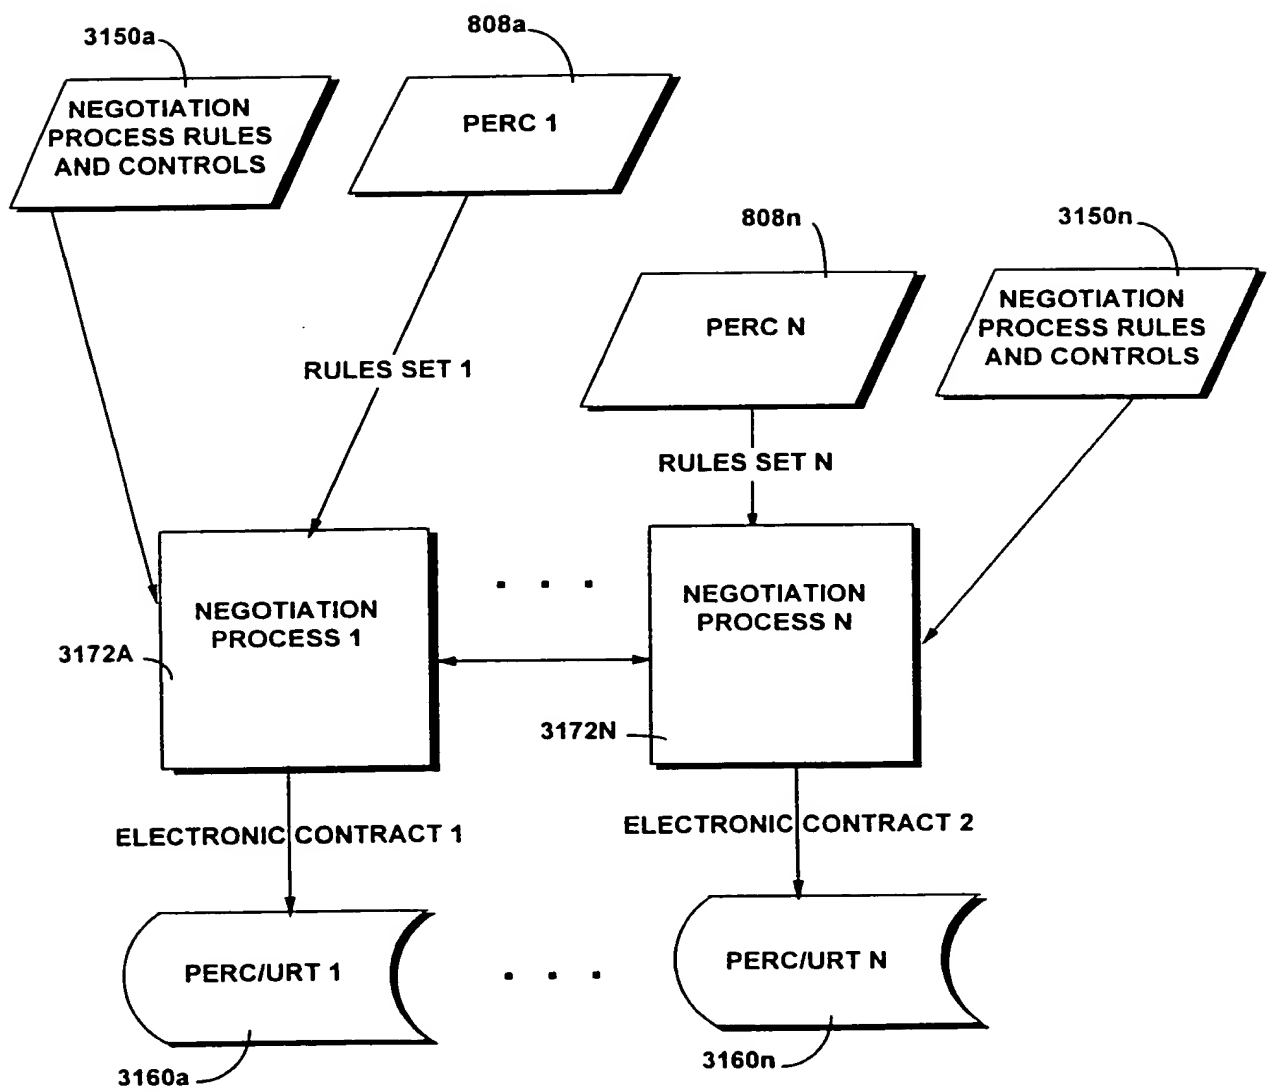 3150a
808a
NEGOTIATION
PROCESS RULES
AND CONTROLS
PERC 1
808n
3150n
PERC N
NEGOTIATION
PROCESS RULES
AND CONTROLS
RULES SET 1
RULES SET N
NEGOTIATION
PROCESS 1
NEGOTIATION
PROCESS N
3172A
3172N
ELECTRONIC CONTRACT 1
ELECTRONIC CONTRACT 2
PERC/URT 1
PERC/URT N
3160a
3160n